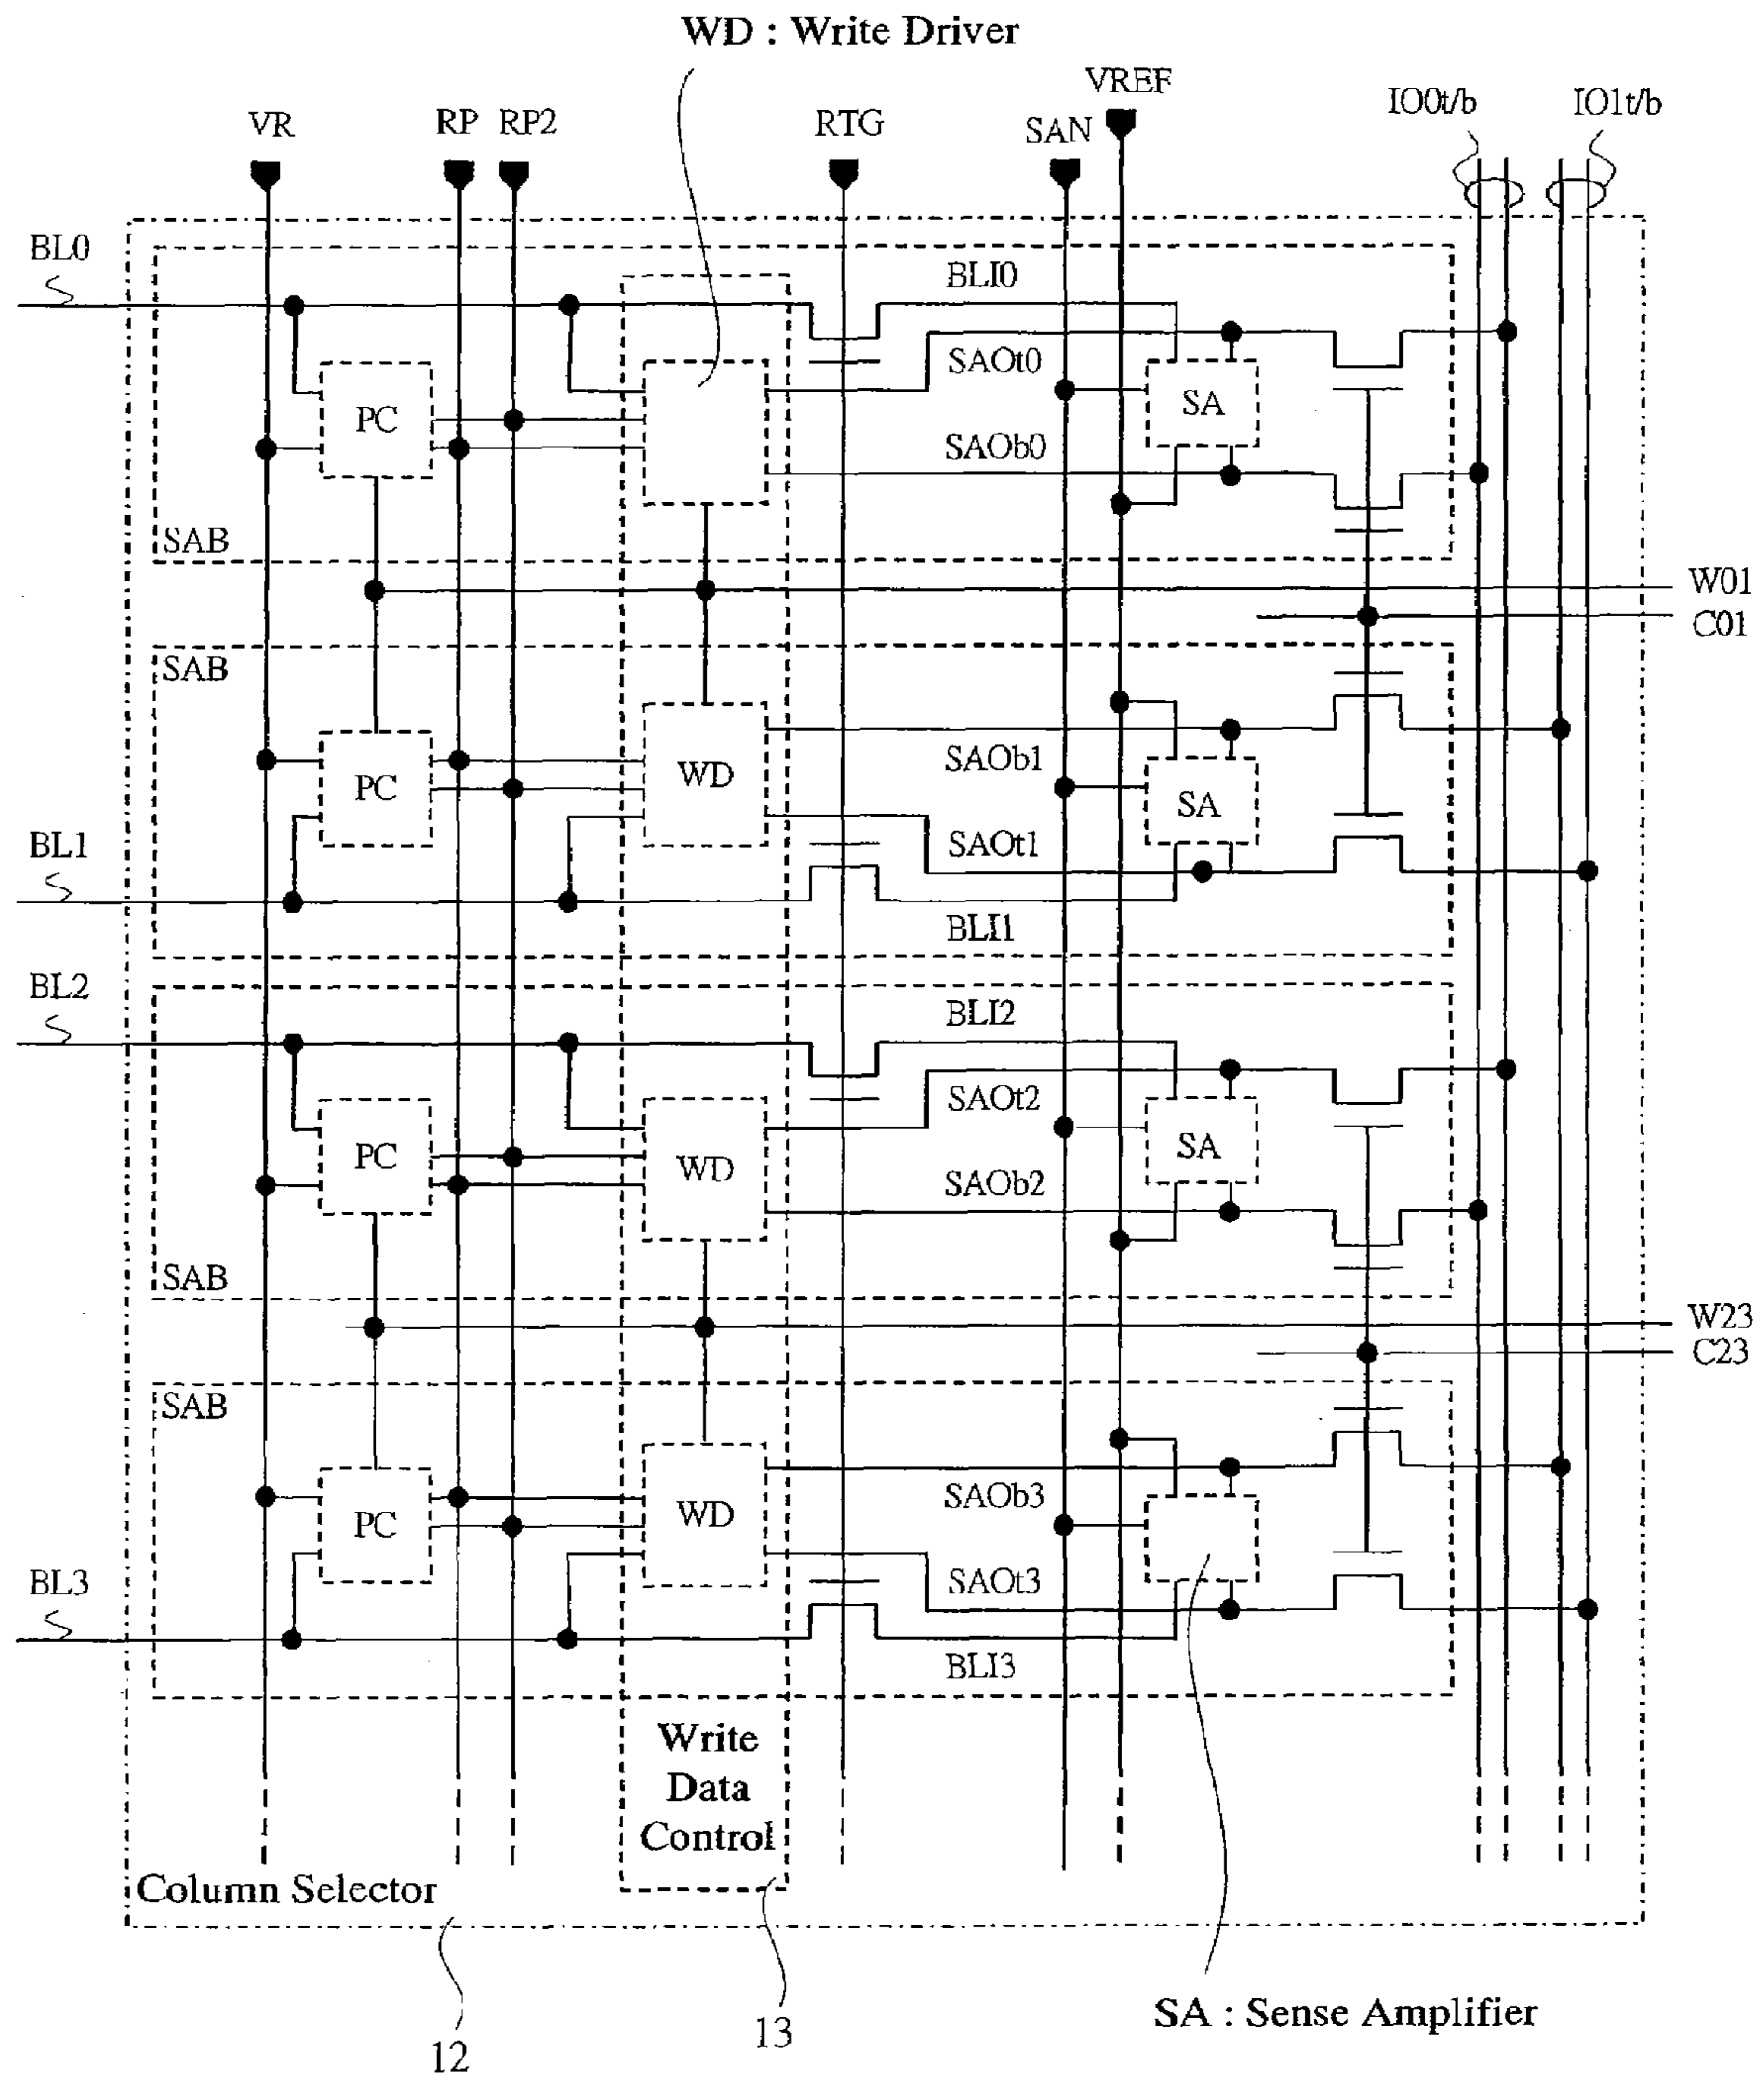 WD : Write Driver
VREF
IO0t/b
IO1t/b
VR
RP
RP2
RTG
SAN
BL0
BLI0
SAOt0
PC
SA
SAOb0
SAB
W01
C01
SAB
SAOb1
PC
WD
SA
BL1
SAOt1
BLI1
BL2
BLI2
SAOt2
PC
WD
SA
SAOb2
SAB
W23
C23
SAB
SAOb3
PC
WD
BL3
SAOt3
BLI3
Write
Data
Control
Column Selector
12
13
SA : Sense Amplifier